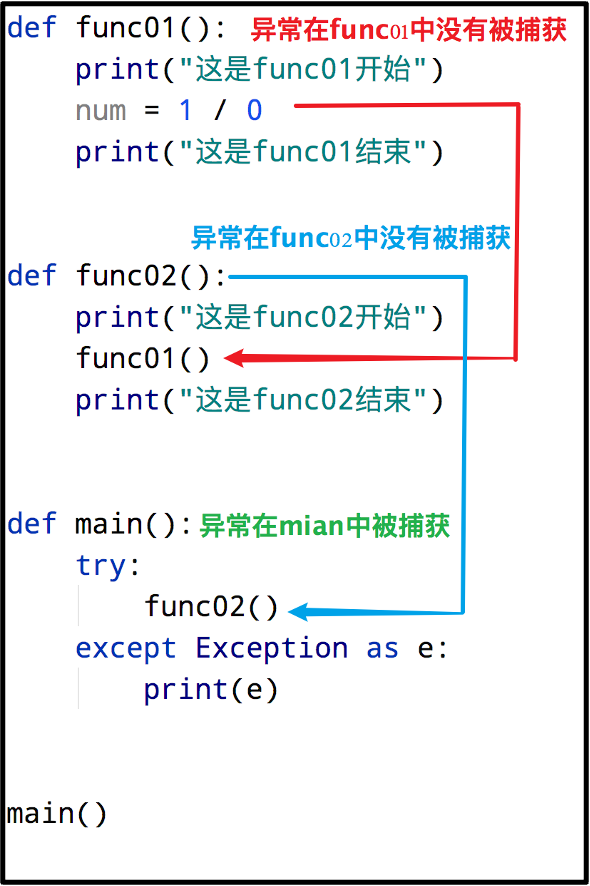 def func01(): 异常在func01中没有被捕获
print("这是func01开始")
num = 1 / 0
print("这是func01结束")
异常在func02中没有被捕获
def func02():
print("这是func02开始")
func01()
print("这是func02结束")
def main(): 异常在mian中被捕获
try:
func02()
except Exception as e:
print(e)
main()